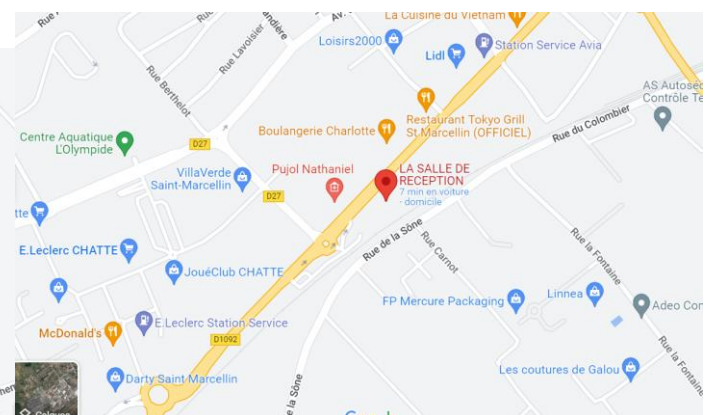 La Cuisine du Vietnam
Loisirs2000
Lidl
Station Service Avia
Rue Lavoisier
Rue Berthelot
AS Autosec
Contrôle Te
Centre Aquatique
L'Olympide
D27
Boulangerie Charlotte
Restaurant Tokyo Grill
St Marcellin (OFFICIEL)
Rue du Colombier
VillaVerde
Saint-Marcellin
Pujol Nathaniel
LA SALLE DE
RECEPTION
7 min en voiture
- domicile
D27
tte
E.Leclerc CHATTE
Rue de la Sône
Rue Carnot
Rue la Fontaine
JouéClub CHATTE
FP Mercure Packaging
Linnea
Adeo Con
McDonald's
E.Leclerc Station Service
D1092
Rue la Fontaine
Darty Saint Marcellin
Les coutures de Galou
e la Sône